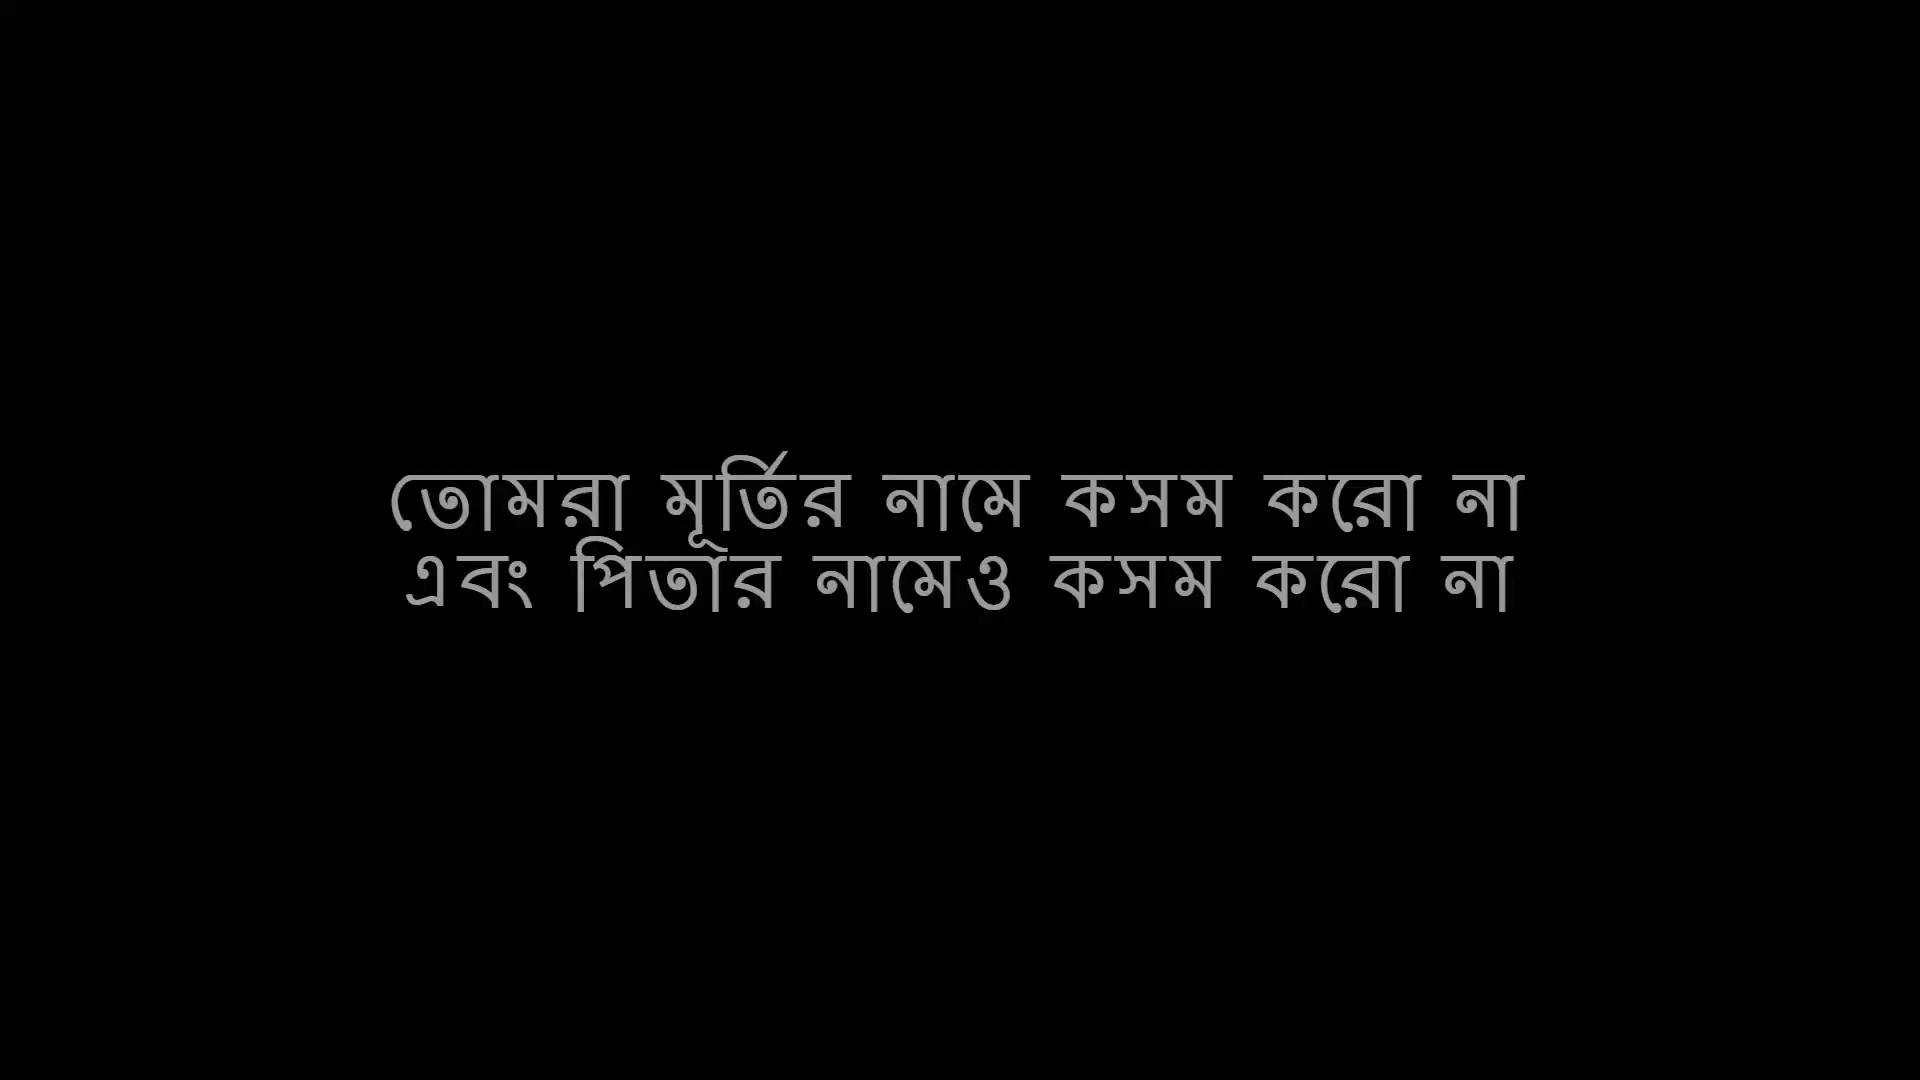 তোমরা মূর্তির নামে কসম করো না
এবং পিতার নামেও কসম করো না